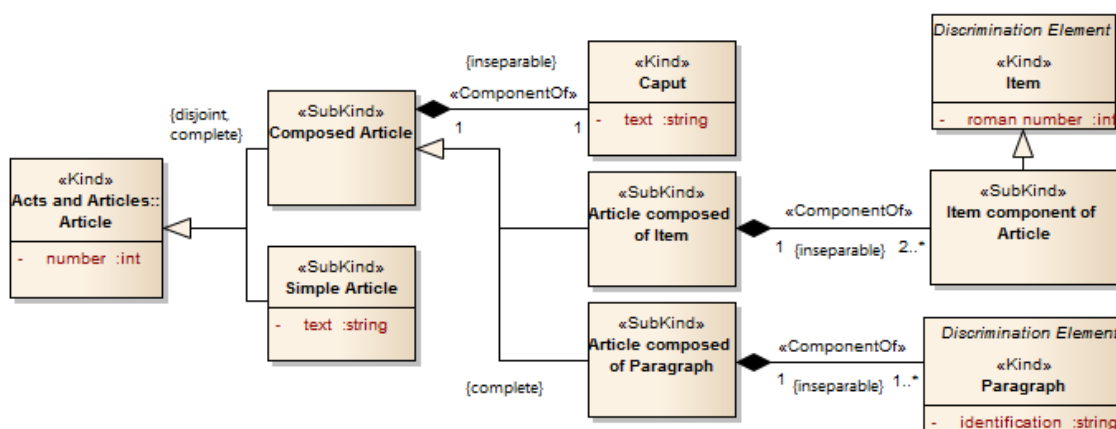 «Kind»
Acts and Articles::
Article
- number :int
{disjoint,
complete}
«SubKind»
Composed Article
«SubKind»
Simple Article
- text :string
{inseparable}
«ComponentOf»
1
1
«Kind»
Caput
- text :string
«SubKind»
Article composed
of Item
«ComponentOf»
1
{inseparable}
2..*
Discrimination Element
«Kind»
Item
- roman number :int
«SubKind»
Item component of
Article
{complete}
«SubKind»
Article composed
of Paragraph
«ComponentOf»
1
{inseparable}
1..*
Discrimination Element
«Kind»
Paragraph
- identification :string